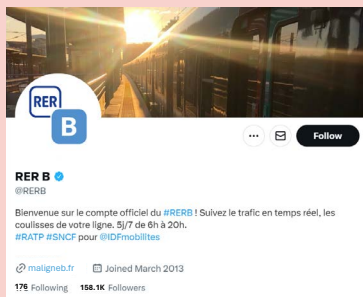 RER
B
Follow
RER B
@RERB
Bienvenue sur le compte officiel du #RERB ! Suivez le trafic en temps réel, les
coulisses de votre ligne. 5j/7 de 6h à 20h.
#RATP #SNCF pour @IDFmobilites
maligneb.fr Joined March 2013
176 Following 158.1K Followers